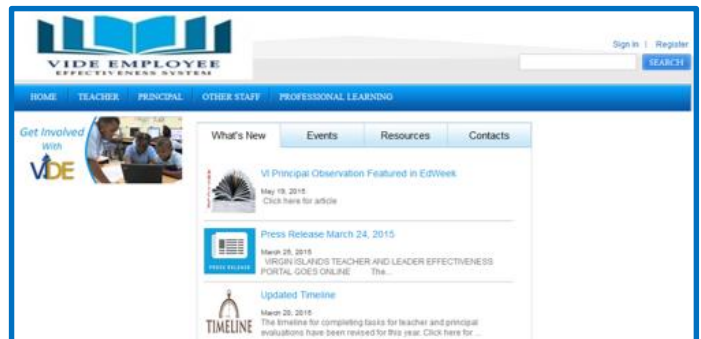 VIDE EMPLOYEE
EFFECTIVENESS SYSTEM
Sign In | Register
SEARCH
HOME TEACHER PRINCIPAL OTHER STAFF PROFESSIONAL LEARNING
Get Involved
With
VIDE
What's New Events Resources Contacts
ARTICLE
VI Principal Observation Featured in EdWeek
May 19, 2015
Click here for article
PRESS RELEASE
Press Release March 24, 2015
March 25, 2015
VIRGIN ISLANDS TEACHER AND LEADER EFFECTIVENESS
PORTAL GOES ONLINE The...
TIMELINE
Updated Timeline
March 20, 2015
The timeline for completing tasks for teacher and principal
evaluations have been revised for this year. Click here for ...